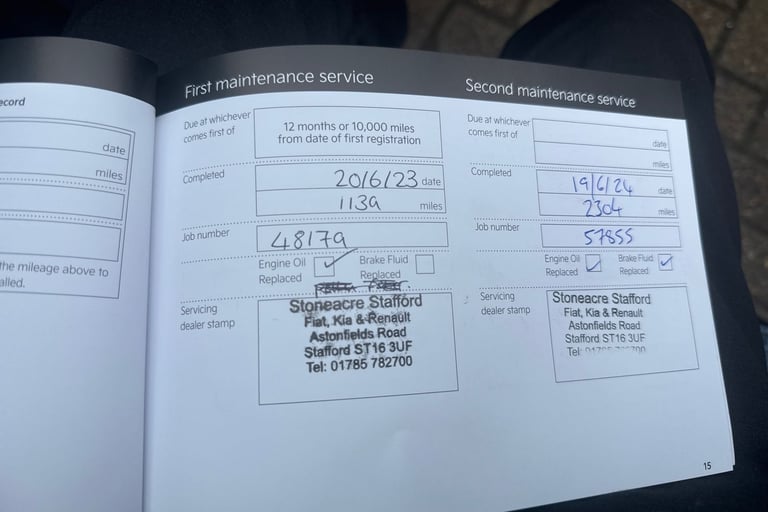 ecord
date
miles
the mileage above to
alled.
First maintenance service
Due at whichever
comes first of
12 months or 10,000 miles
from date of first registration
Completed
20/6/23 date
1139 miles
Job number
48179
Engine Oil
Replaced
Brake Fluid
Replaced
Servicing
dealer stamp
Stoneacre Stafford
Fiat, Kia & Renault
Astonfields Road
Stafford ST16 3UF
Tel: 01785 782700
Second maintenance service
Due at whichever
comes first of
date
miles
Completed
19/6/24 date
2304 miles
Job number
57855
Engine Oil
Replaced
Brake Fluid
Replaced
Servicing
dealer stamp
Stoneacre Stafford
Fiat, Kia & Renault
Astonfields Road
Stafford ST16 3UF
Tel:
15